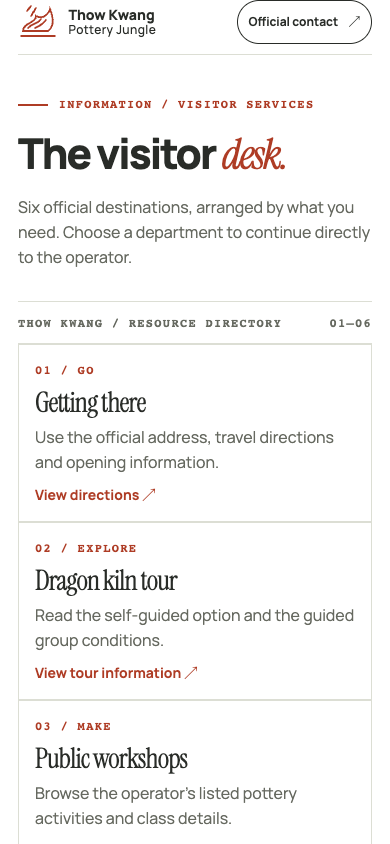 Thow Kwang
Pottery Jungle
Official contact ↗
INFORMATION / VISITOR SERVICES
The visitor desk.
Six official destinations, arranged by what you
need. Choose a department to continue directly
to the operator.
THOW KWANG / RESOURCE DIRECTORY 01—06
01 / GO
Getting there
Use the official address, travel directions
and opening information.
View directions ↗
02 / EXPLORE
Dragon kiln tour
Read the self-guided option and the guided
group conditions.
View tour information ↗
03 / MAKE
Public workshops
Browse the operator's listed pottery
activities and class details.